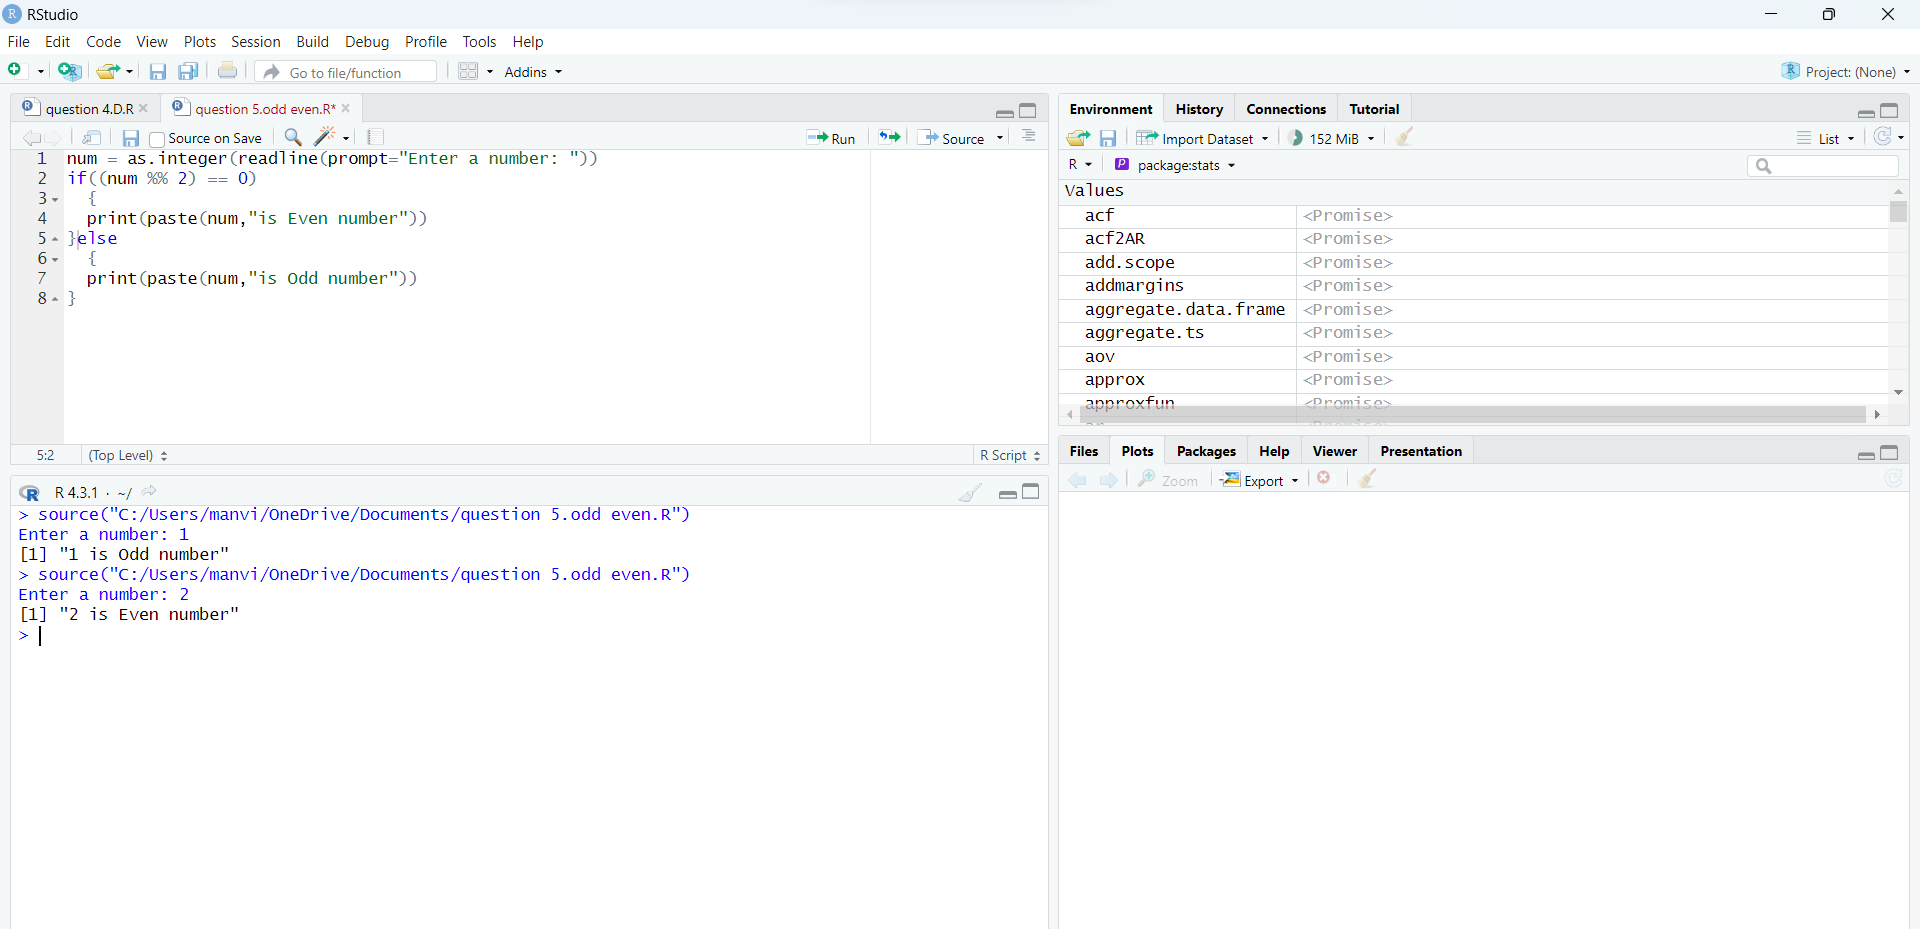 RStudio
File Edit Code View Plots Session Build Debug Profile Tools Help
Go to file/function Addins Project: (None)
question 4.D.R question 5.odd even.R*
Source on Save Run Source
1 num = as.integer(readline(prompt="Enter a number: "))
2 if((num %% 2) == 0)
3 {
4 print(paste(num,"is Even number"))
5 }else
6 {
7 print(paste(num,"is Odd number"))
8 }
5:2 (Top Level) R Script
R 4.3.1 · ~/
> source("C:/Users/manvi/OneDrive/Documents/question 5.odd even.R")
Enter a number: 1
[1] "1 is Odd number"
> source("C:/Users/manvi/OneDrive/Documents/question 5.odd even.R")
Enter a number: 2
[1] "2 is Even number"
>
Environment History Connections Tutorial
Import Dataset 152 MiB List
R package:stats
Values
acf <Promise>
acf2AR <Promise>
add.scope <Promise>
addmargins <Promise>
aggregate.data.frame <Promise>
aggregate.ts <Promise>
aov <Promise>
approx <Promise>
approxfun <Promise>
Files Plots Packages Help Viewer Presentation
Zoom Export